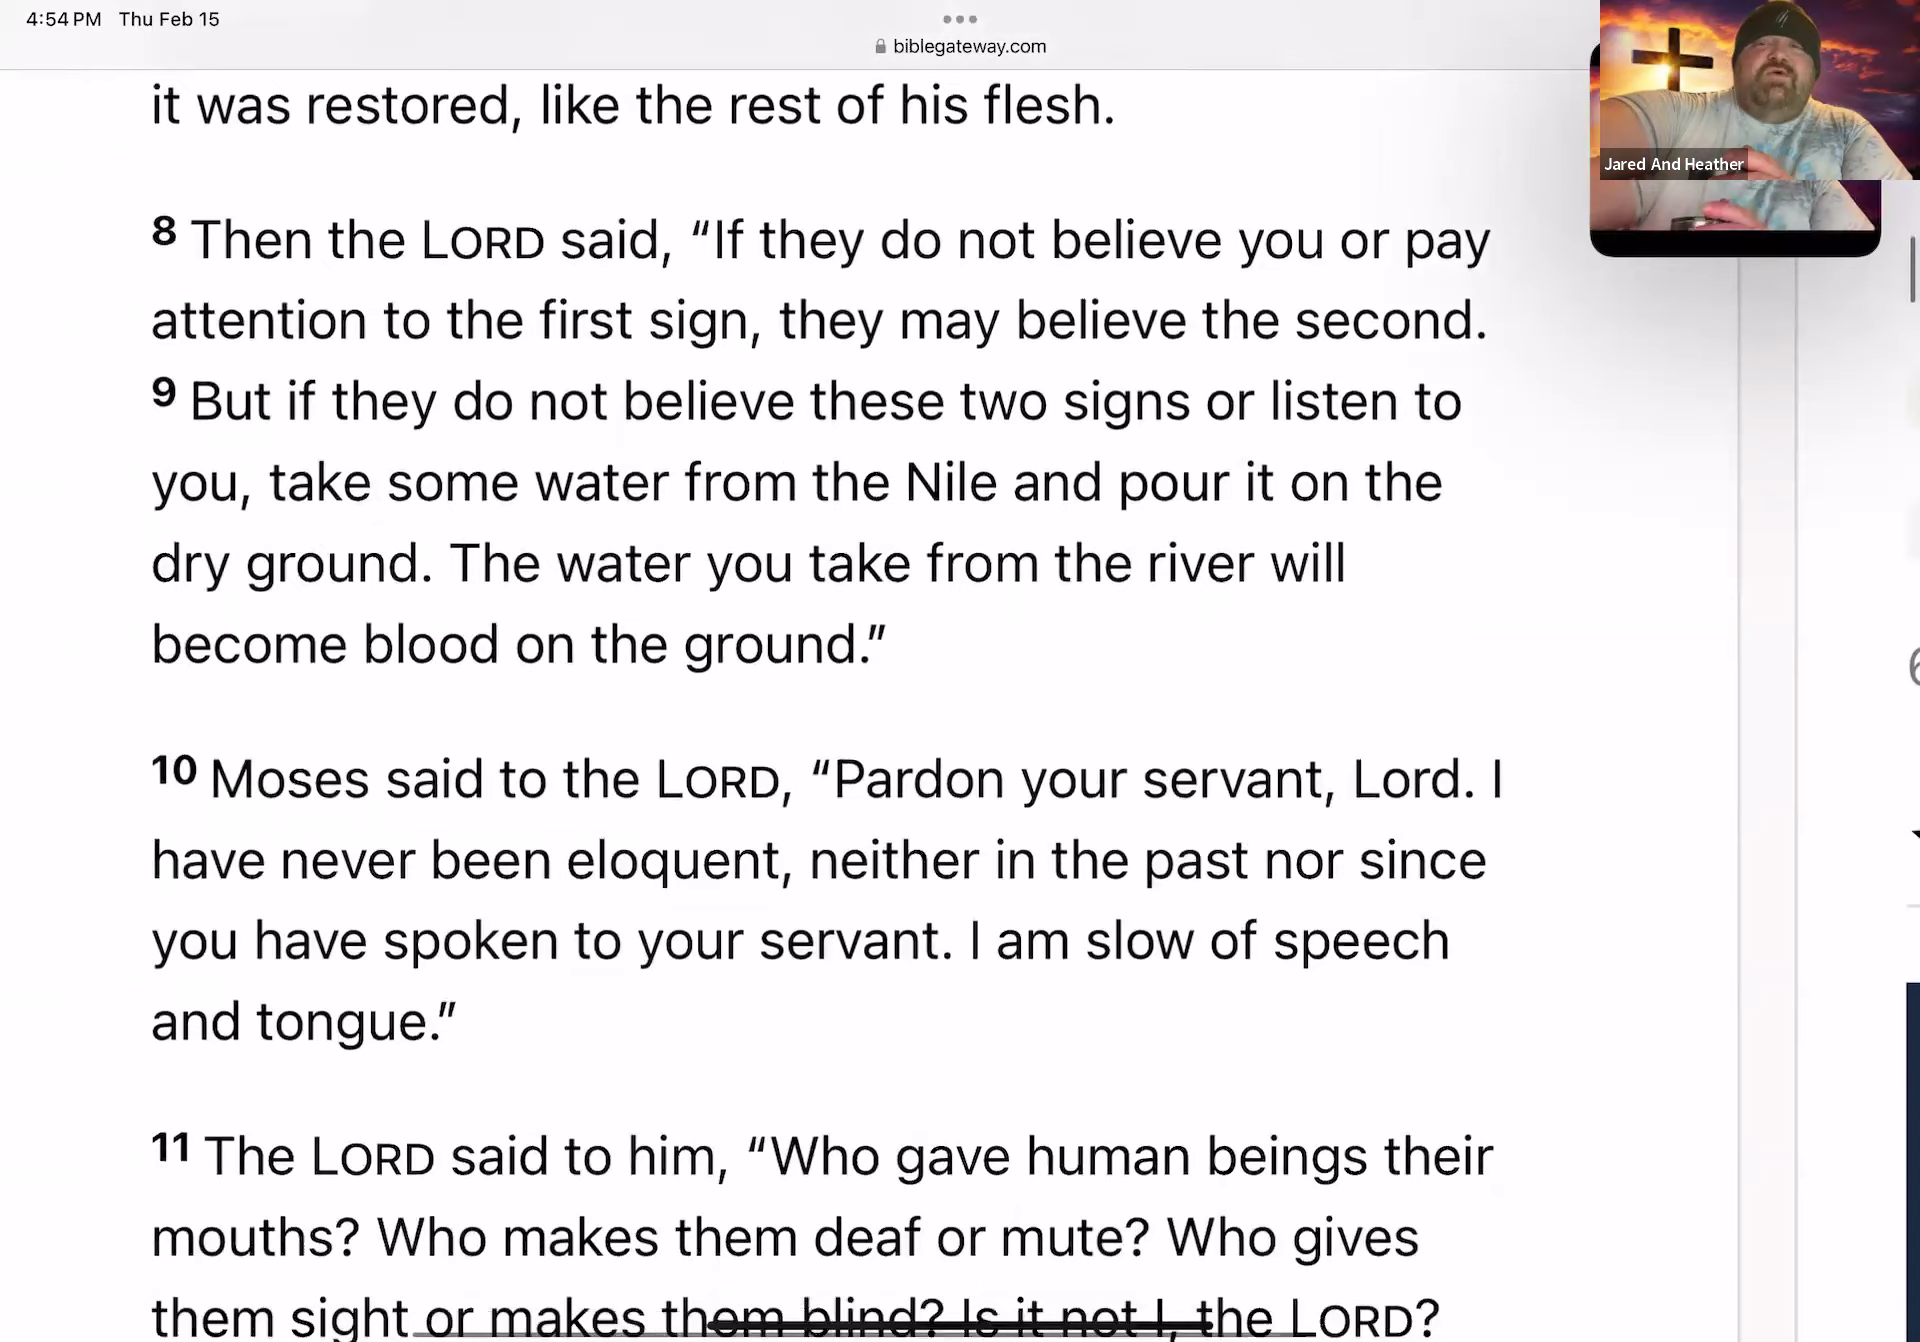 4:54 PM Thu Feb 15
biblegateway.com
Jared And Heather
it was restored, like the rest of his flesh.
8 Then the LORD said, “If they do not believe you or pay
attention to the first sign, they may believe the second.
9 But if they do not believe these two signs or listen to
you, take some water from the Nile and pour it on the
dry ground. The water you take from the river will
become blood on the ground.”
10 Moses said to the LORD, “Pardon your servant, Lord. I
have never been eloquent, neither in the past nor since
you have spoken to your servant. I am slow of speech
and tongue.”
11 The LORD said to him, “Who gave human beings their
mouths? Who makes them deaf or mute? Who gives
them sight or makes them blind? Is it not I, the LORD?